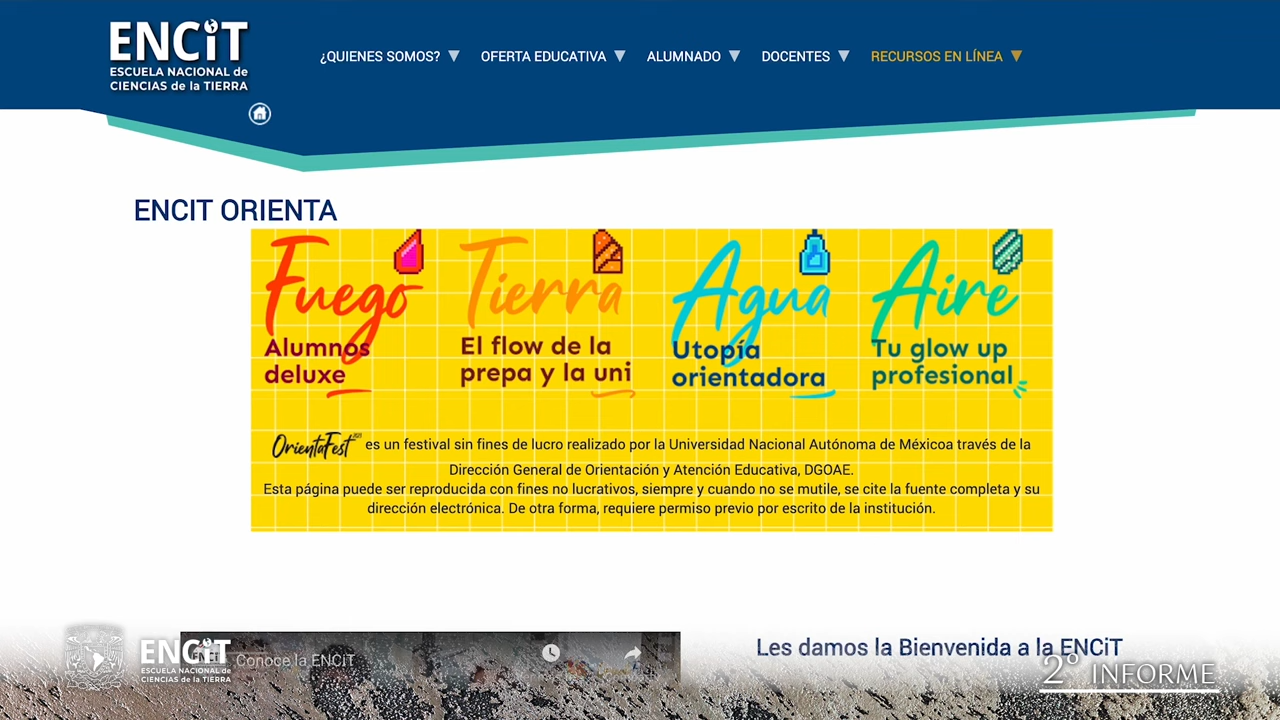 ENCiT
ESCUELA NACIONAL de
CIENCIAS de la TIERRA
¿QUIENES SOMOS?
OFERTA EDUCATIVA
ALUMNADO
DOCENTES
RECURSOS EN LÍNEA
ENCIT ORIENTA
Fuego
Alumnos
deluxe
Tierra
El flow de la
prepa y la uni
Agua
Utopía
orientadora
Aire
Tu glow up
profesional
OrientaFest es un festival sin fines de lucro realizado por la Universidad Nacional Autónoma de Méxicoa través de la
Dirección General de Orientación y Atención Educativa, DGOAE.
Esta página puede ser reproducida con fines no lucrativos, siempre y cuando no se mutile, se cite la fuente completa y su
dirección electrónica. De otra forma, requiere permiso previo por escrito de la institución.
Conoce la ENCiT
Les damos la Bienvenida a la ENCiT
ENCiT
ESCUELA NACIONAL de
CIENCIAS de la TIERRA
2° INFORME